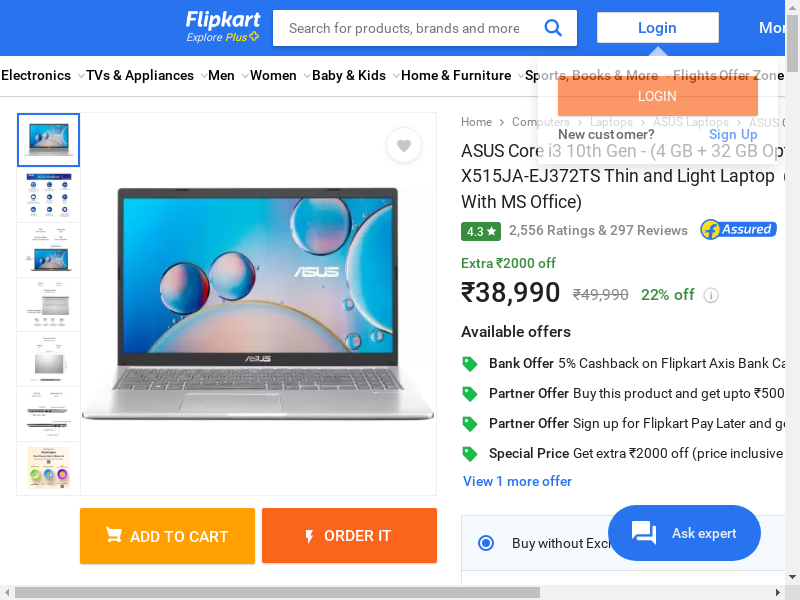 Flipkart
Explore Plus
Search for products, brands and more
Login
Mor
Electronics
TVs & Appliances
Men
Women
Baby & Kids
Home & Furniture
Sports, Books & More
Flights
Offer Zone
LOGIN
New customer?
Sign Up
Home
Computers
Laptops
ASUS Laptops
ASUS C
ASUS Core i3 10th Gen - (4 GB + 32 GB Opt
X515JA-EJ372TS Thin and Light Laptop (
With MS Office)
4.3 ★
2,556 Ratings & 297 Reviews
Assured
Extra ₹2000 off
₹38,990
₹49,990
22% off
Available offers
Bank Offer 5% Cashback on Flipkart Axis Bank Ca
Partner Offer Buy this product and get upto ₹500
Partner Offer Sign up for Flipkart Pay Later and ge
Special Price Get extra ₹2000 off (price inclusive
View 1 more offer
Buy without Exc
Ask expert
ASUS
ASUS
ADD TO CART
ORDER IT